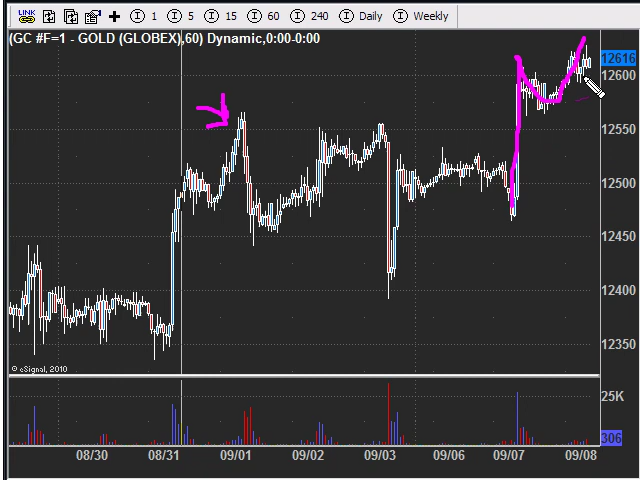 LINK 1 5 15 60 240 Daily Weekly
(GC #F=1 - GOLD (GLOBEX),60) Dynamic,0:00-0:00
12616
12600
12550
12500
12450
12400
12350
© eSignal, 2010
25K
306
08/30 08/31 09/01 09/02 09/03 09/06 09/07 09/08